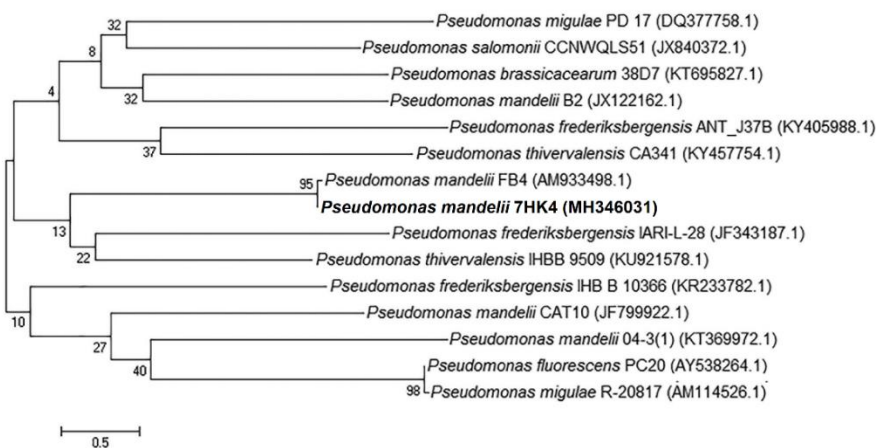 32
Pseudomonas migulae PD 17 (DQ377758.1)
Pseudomonas salomonii CCNWQLS51 (JX840372.1)
8
Pseudomonas brassicacearum 38D7 (KT695827.1)
32
Pseudomonas mandelii B2 (JX122162.1)
4
Pseudomonas frederiksbergensis ANT_J37B (KY405988.1)
37
Pseudomonas thivervalensis CA341 (KY457754.1)
95
Pseudomonas mandelii FB4 (AM933498.1)
Pseudomonas mandelii 7HK4 (MH346031)
13
Pseudomonas frederiksbergensis IARI-L-28 (JF343187.1)
22
Pseudomonas thivervalensis IHBB 9509 (KU921578.1)
Pseudomonas frederiksbergensis IHB B 10366 (KR233782.1)
10
Pseudomonas mandelii CAT10 (JF799922.1)
27
Pseudomonas mandelii 04-3(1) (KT369972.1)
40
Pseudomonas fluorescens PC20 (AY538264.1)
98
Pseudomonas migulae R-20817 (AM114526.1)
0.5